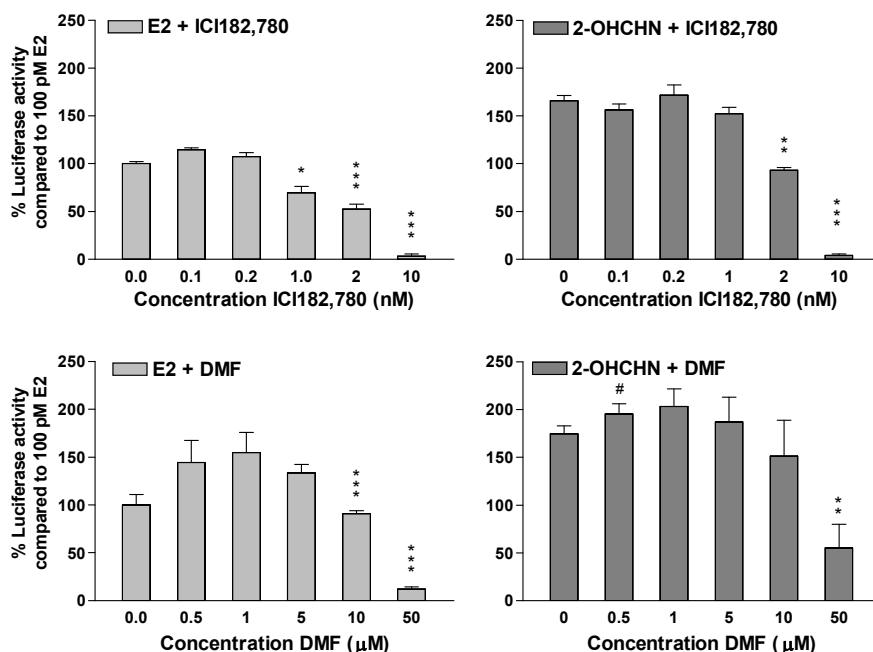 E2 + ICI182,780
% Luciferase activity
compared to 100 pM E2
250
200
150
100
50
0
*
***
***
0.0 0.1 0.2 1.0 2 10
Concentration ICI182,780 (nM)
2-OHCHN + ICI182,780
250
200
150
100
50
0
**
***
0 0.1 0.2 1 2 10
Concentration ICI182,780 (nM)
E2 + DMF
% Luciferase activity
compared to 100 pM E2
250
200
150
100
50
0
***
***
0.0 0.5 1 5 10 50
Concentration DMF (μM)
2-OHCHN + DMF
250
200
150
100
50
0
#
**
0 0.5 1 5 10 50
Concentration DMF (μM)